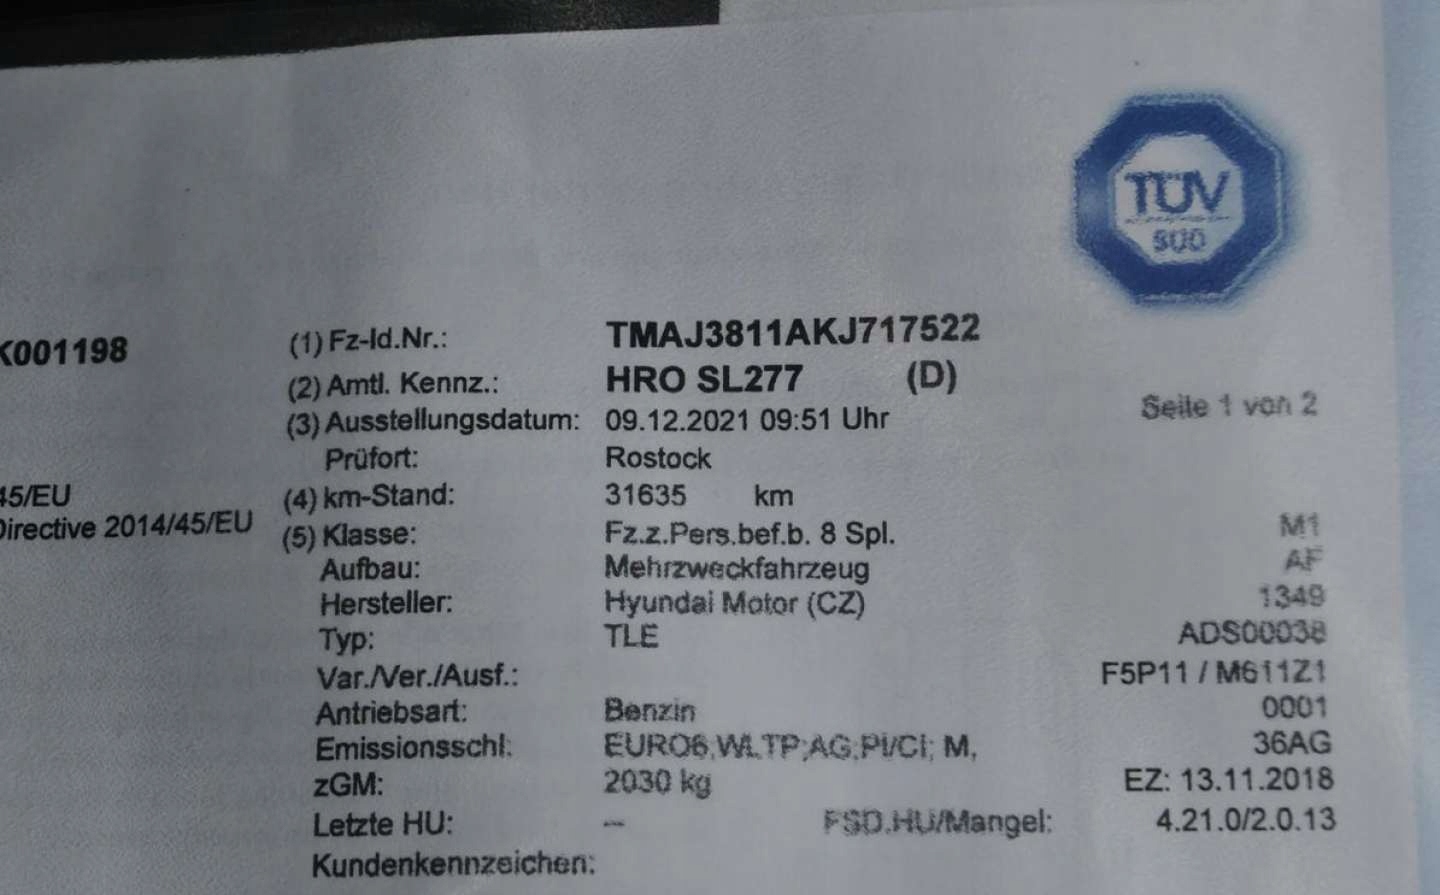 TÜV
SÜD
K001198
(1) Fz-Id.Nr.: TMAJ3811AKJ717522
(2) Amtl. Kennz.: HRO SL277 (D)
Seite 1 von 2
(3) Ausstellungsdatum: 09.12.2021 09:51 Uhr
Prüfort: Rostock
45/EU
(4) km-Stand: 31635 km
Directive 2014/45/EU
(5) Klasse: Fz.z.Pers.bef.b. 8 Spl. M1
Aufbau: Mehrzweckfahrzeug AF
Hersteller: Hyundai Motor (CZ) 1349
Typ: TLE ADS00038
Var./Ver./Ausf.: F5P11 / M611Z1
Antriebsart: Benzin 0001
Emissionsschl: EURO6,WLTP;AG;PI/CI; M, 36AG
zGM: 2030 kg EZ: 13.11.2018
Letzte HU: -- FSD.HU/Mangel: 4.21.0/2.0.13
Kundenkennzeichen: